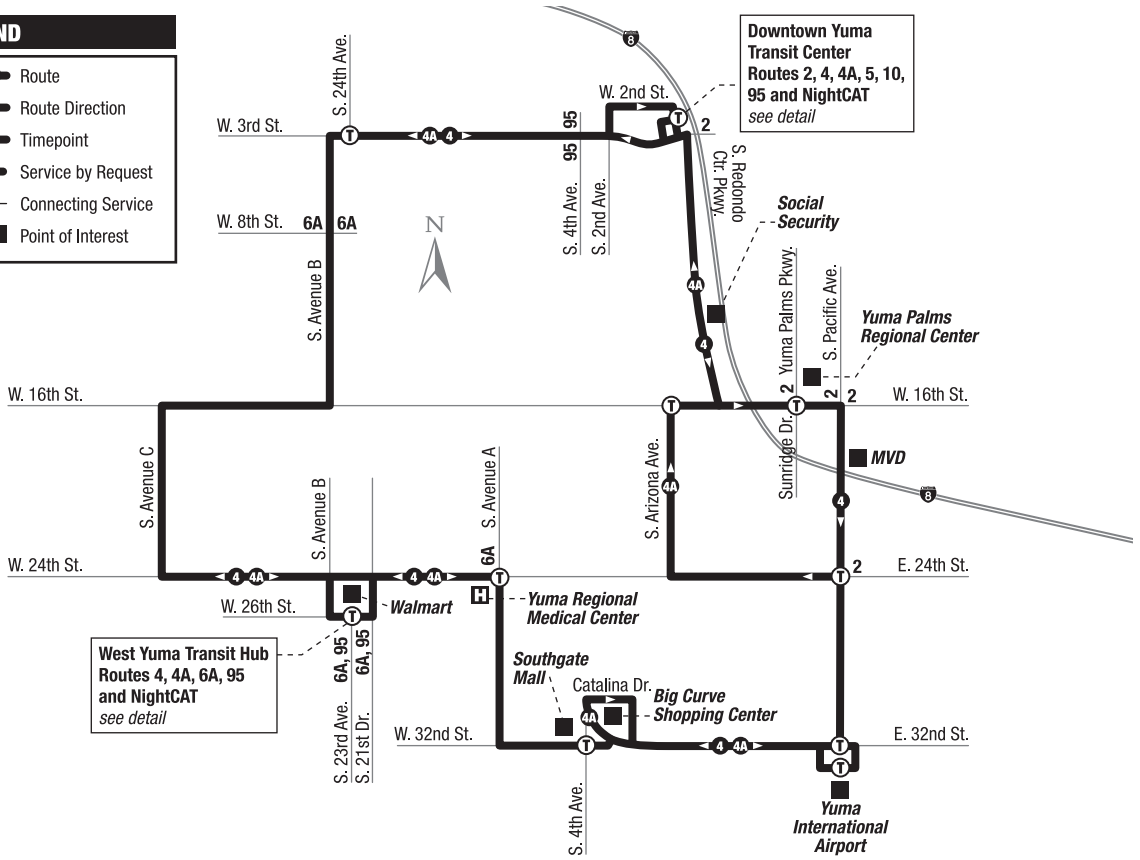 ND
Route
Route Direction
Timepoint
Service by Request
Connecting Service
Point of Interest
S. 24th Ave.
8
Downtown Yuma
Transit Center
Routes 2, 4, 4A, 5, 10,
95 and NightCAT
see detail
W. 2nd St.
T
W. 3rd St.
T
4A 4
95
95
2
S. 4th Ave.
S. 2nd Ave.
S. Redondo
Ctr. Pkwy.
Social
Security
W. 8th St.
6A 6A
N
S. Avenue B
4A
4
Yuma Palms Pkwy.
S. Pacific Ave.
Yuma Palms
Regional Center
W. 16th St.
T
2
T
2
2
W. 16th St.
S. Avenue C
S. Avenue B
S. Avenue A
S. Arizona Ave.
Sunridge Dr.
MVD
4A
4
8
6A
W. 24th St.
4 4A
4 4A
T
T
2
E. 24th St.
W. 26th St.
T
Walmart
H
Yuma Regional
Medical Center
West Yuma Transit Hub
Routes 4, 4A, 6A, 95
and NightCAT
see detail
6A, 95
6A, 95
S. 23rd Ave.
S. 21st Dr.
Southgate
Mall
Catalina Dr.
4A
Big Curve
Shopping Center
W. 32nd St.
T
4 4A
T
E. 32nd St.
T
S. 4th Ave.
Yuma
International
Airport